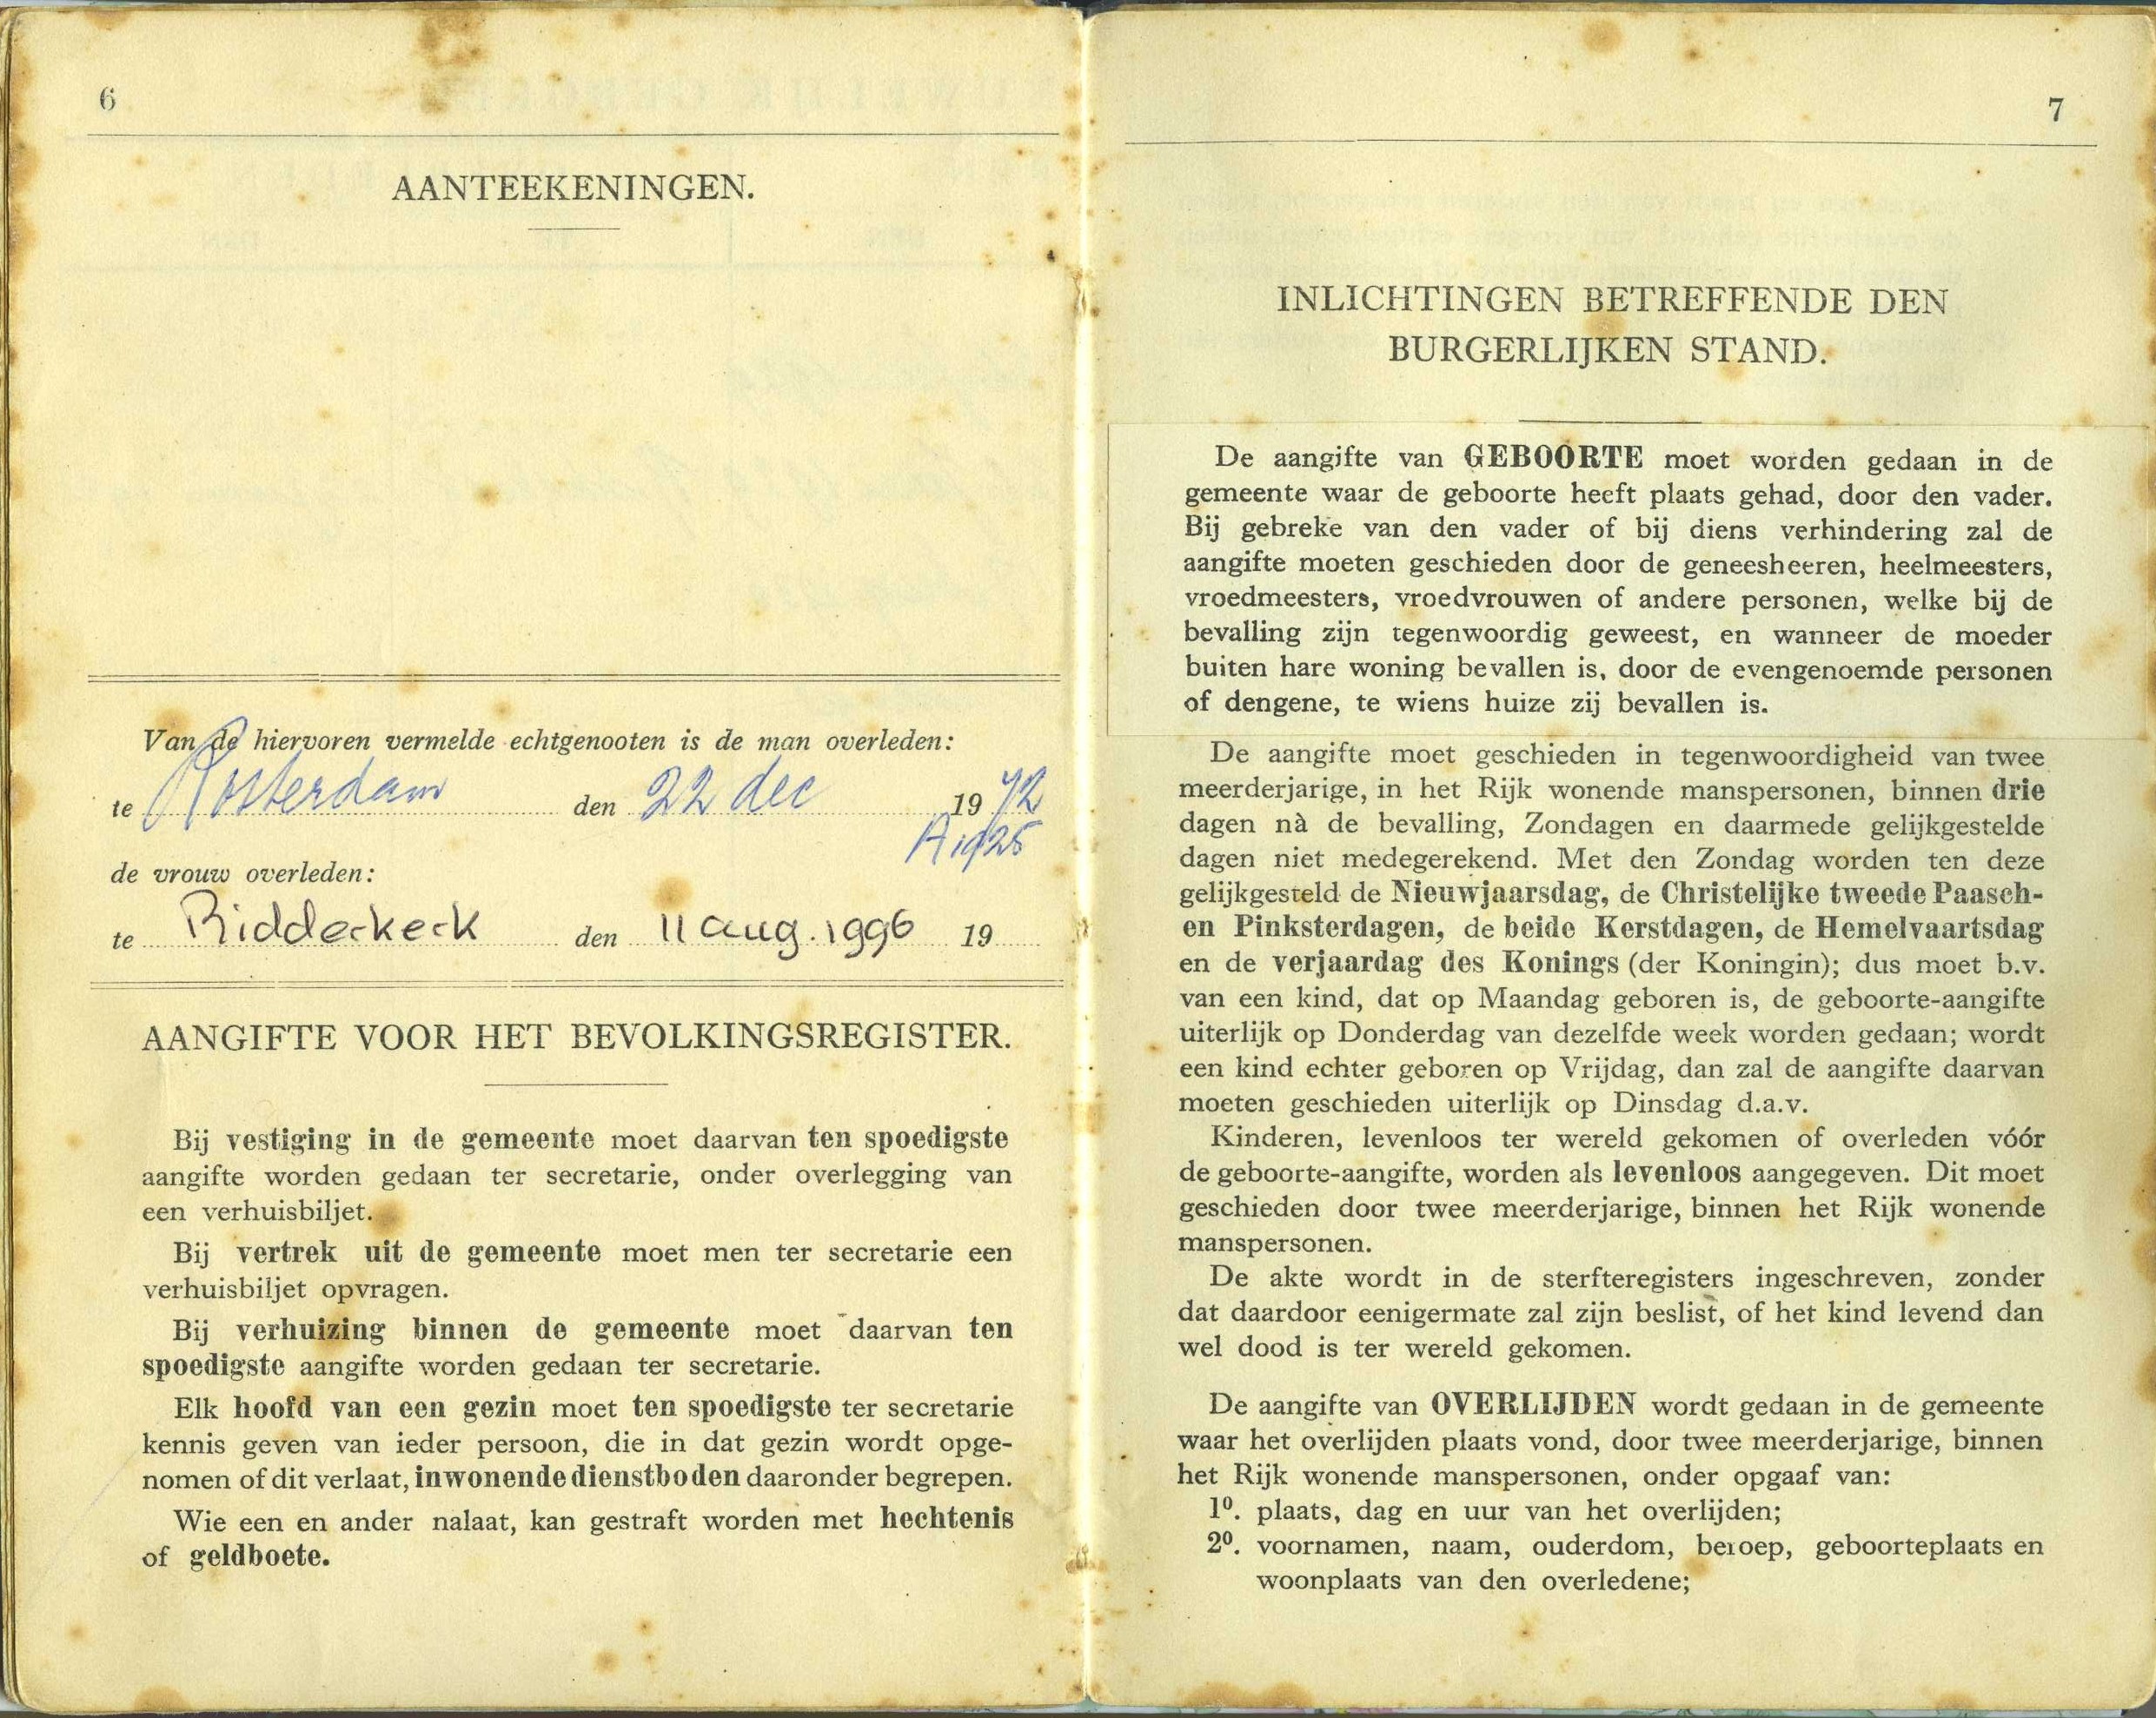 6
AANTEEKENINGEN.
Van de hiervoren vermelde echtgenooten is de man overleden:
te Rotterdam den 22 dec 1972
A 1925
de vrouw overleden:
te Ridderkerk den 11 aug. 1996 19
AANGIFTE VOOR HET BEVOLKINGSREGISTER.
Bij vestiging in de gemeente moet daarvan ten spoedigste
aangifte worden gedaan ter secretarie, onder overlegging van
een verhuisbiljet.
Bij vertrek uit de gemeente moet men ter secretarie een
verhuisbiljet opvragen.
Bij verhuizing binnen de gemeente moet daarvan ten
spoedigste aangifte worden gedaan ter secretarie.
Elk hoofd van een gezin moet ten spoedigste ter secretarie
kennis geven van ieder persoon, die in dat gezin wordt opge-
nomen of dit verlaat, inwonende dienstboden daaronder begrepen.
Wie een en ander nalaat, kan gestraft worden met hechtenis
of geldboete.
7
INLICHTINGEN BETREFFENDE DEN
BURGERLIJKEN STAND.
De aangifte van GEBOORTE moet worden gedaan in de
gemeente waar de geboorte heeft plaats gehad, door den vader.
Bij gebreke van den vader of bij diens verhindering zal de
aangifte moeten geschieden door de geneesheeren, heelmeesters,
vroedmeesters, vroedvrouwen of andere personen, welke bij de
bevalling zijn tegenwoordig geweest, en wanneer de moeder
buiten hare woning bevallen is, door de evengenoemde personen
of dengene, te wiens huize zij bevallen is.
De aangifte moet geschieden in tegenwoordigheid van twee
meerderjarige, in het Rijk wonende manspersonen, binnen drie
dagen nà de bevalling, Zondagen en daarmede gelijkgestelde
dagen niet medegerekend. Met den Zondag worden ten deze
gelijkgesteld de Nieuwjaarsdag, de Christelijke tweede Paasch-
en Pinksterdagen, de beide Kerstdagen, de Hemelvaartsdag
en de verjaardag des Konings (der Koningin); dus moet b.v.
van een kind, dat op Maandag geboren is, de geboorte-aangifte
uiterlijk op Donderdag van dezelfde week worden gedaan; wordt
een kind echter geboren op Vrijdag, dan zal de aangifte daarvan
moeten geschieden uiterlijk op Dinsdag d.a.v.
Kinderen, levenloos ter wereld gekomen of overleden vóór
de geboorte-aangifte, worden als levenloos aangegeven. Dit moet
geschieden door twee meerderjarige, binnen het Rijk wonende
manspersonen.
De akte wordt in de sterfteregisters ingeschreven, zonder
dat daardoor eenigermate zal zijn beslist, of het kind levend dan
wel dood is ter wereld gekomen.
De aangifte van OVERLIJDEN wordt gedaan in de gemeente
waar het overlijden plaats vond, door twee meerderjarige, binnen
het Rijk wonende manspersonen, onder opgaaf van:
1⁰. plaats, dag en uur van het overlijden;
2⁰. voornamen, naam, ouderdom, beroep, geboorteplaats en
woonplaats van den overledene;